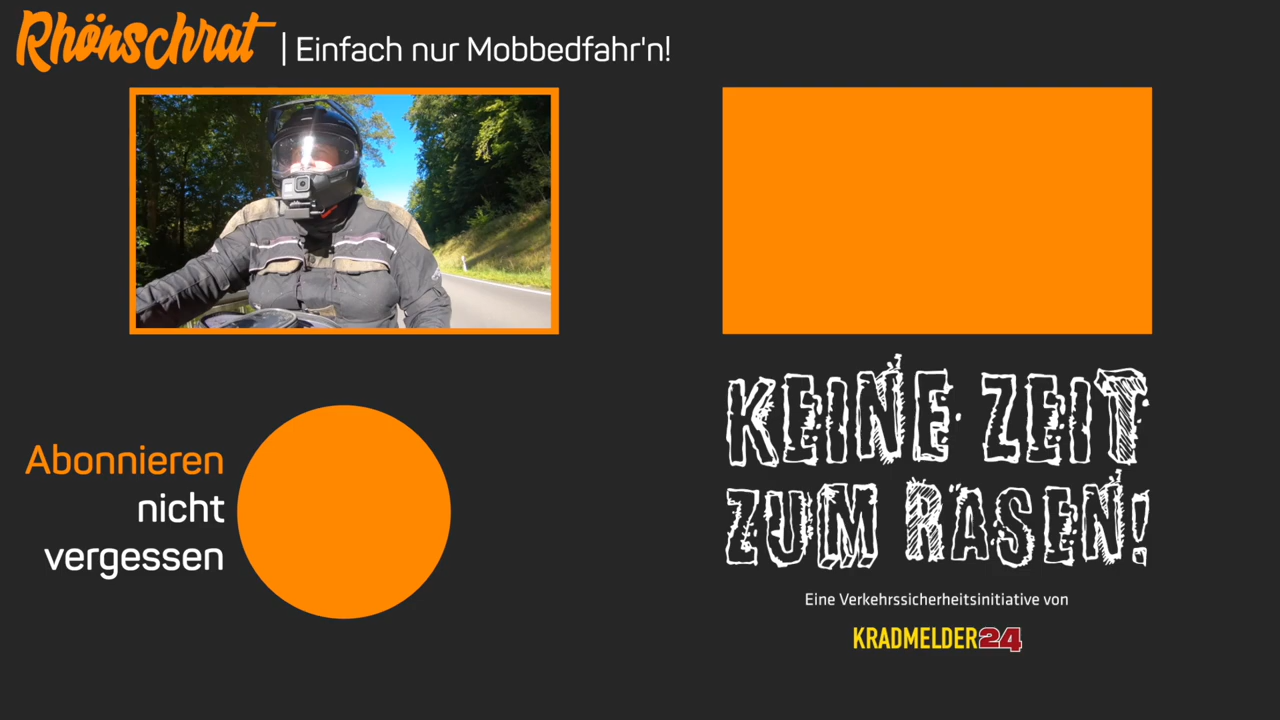 Rhönschrat | Einfach nur Mobbedfahr'n!
Abonnieren
nicht
vergessen
KEINE ZEIT
ZUM RASEN!
Eine Verkehrssicherheitsinitiative von
KRADMELDER24